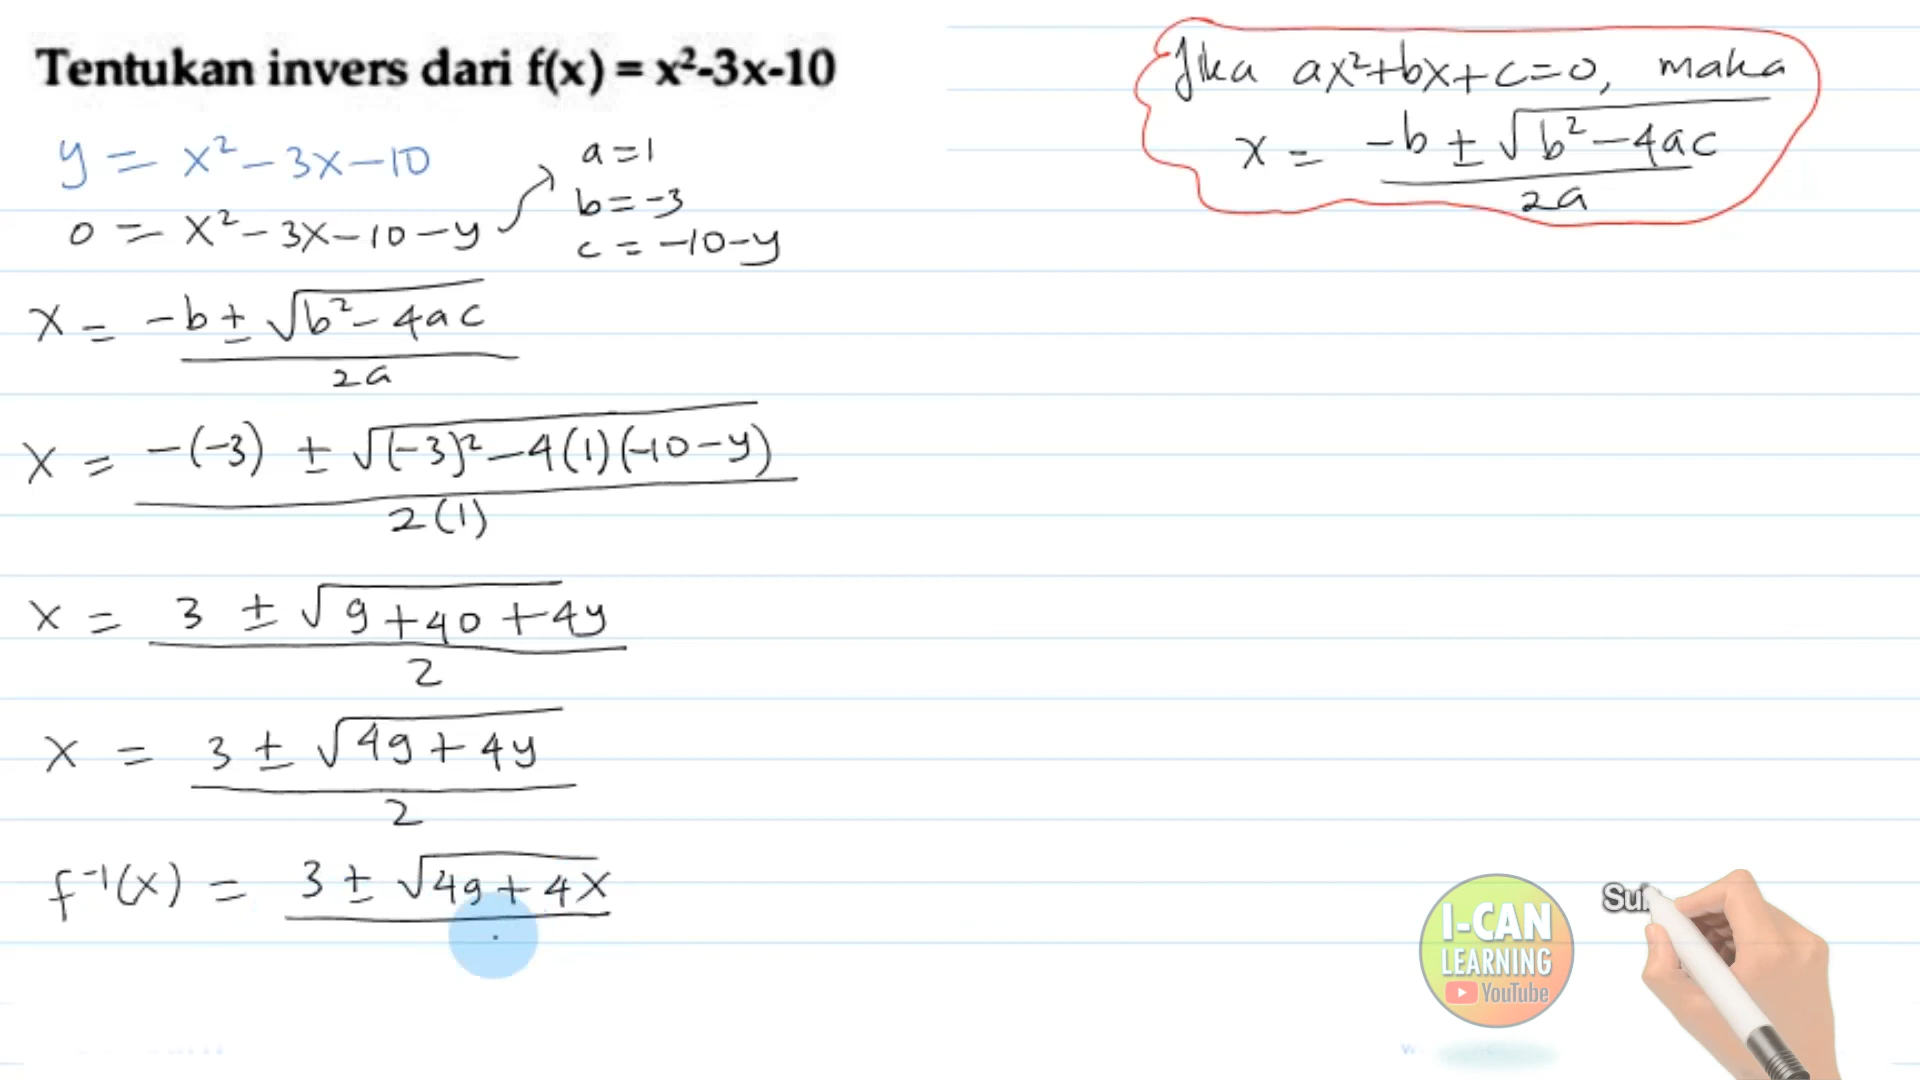 Tentukan invers dari f(x) = x²-3x-10
y = x² - 3x - 10
0 = x² - 3x - 10 - y
a = 1
b = -3
c = -10 - y
x = (-b ± √(b² - 4ac)) / 2a
x = (-(-3) ± √((-3)² - 4(1)(-10 - y))) / 2(1)
x = (3 ± √(9 + 40 + 4y)) / 2
x = (3 ± √(49 + 4y)) / 2
f⁻¹(x) = 3 ± √(49 + 4x)
Jika ax² + bx + c = 0, maka
x = (-b ± √(b² - 4ac)) / 2a
I-CAN
LEARNING
YouTube